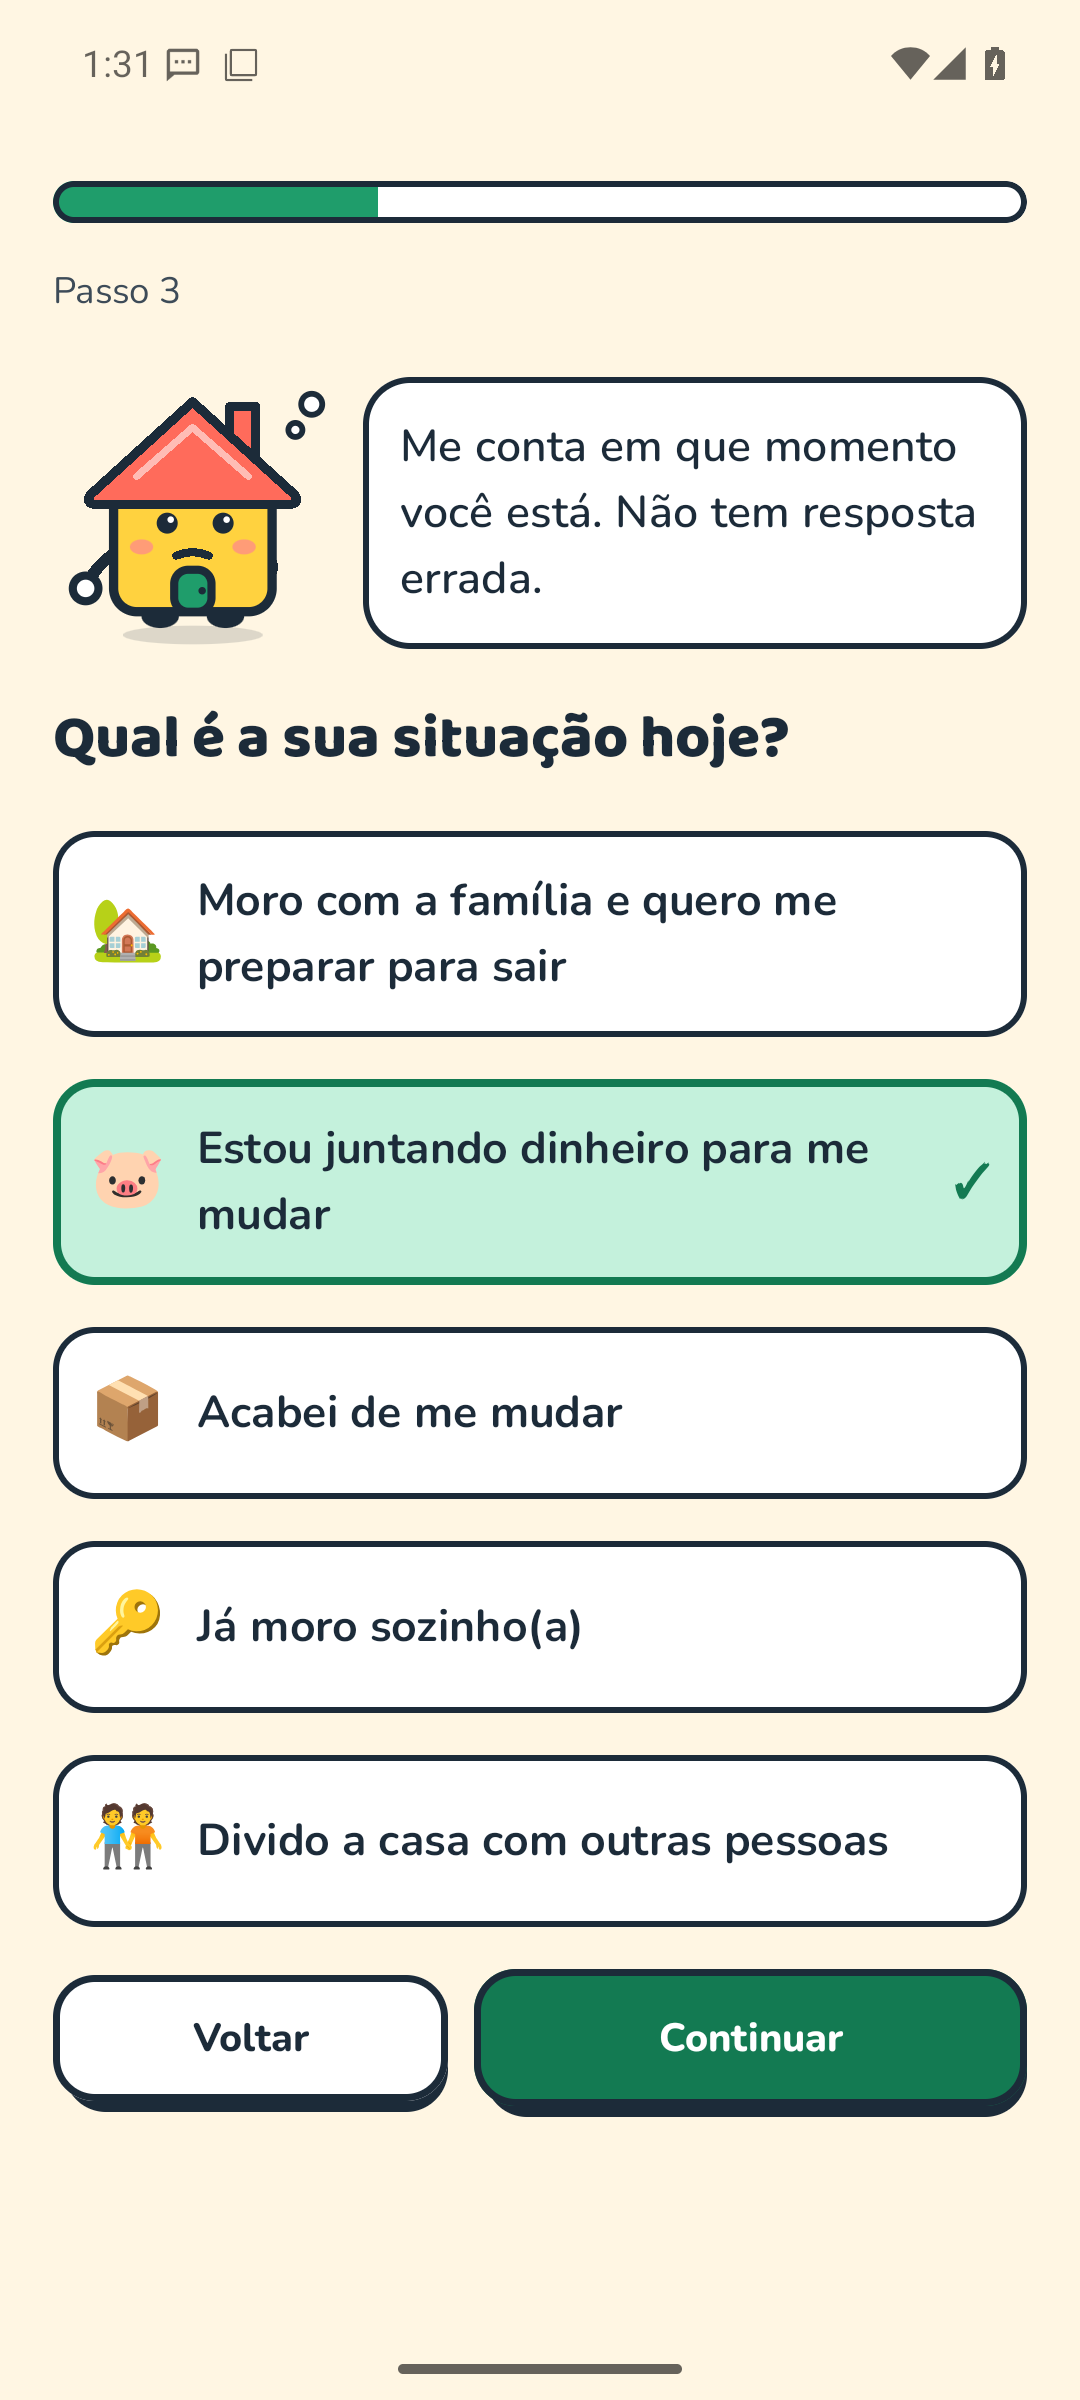 1:31
Passo 3
Me conta em que momento
você está. Não tem resposta
errada.
Qual é a sua situação hoje?
Moro com a família e quero me
preparar para sair
Estou juntando dinheiro para me
mudar
✓
Acabei de me mudar
Já moro sozinho(a)
Divido a casa com outras pessoas
Voltar
Continuar